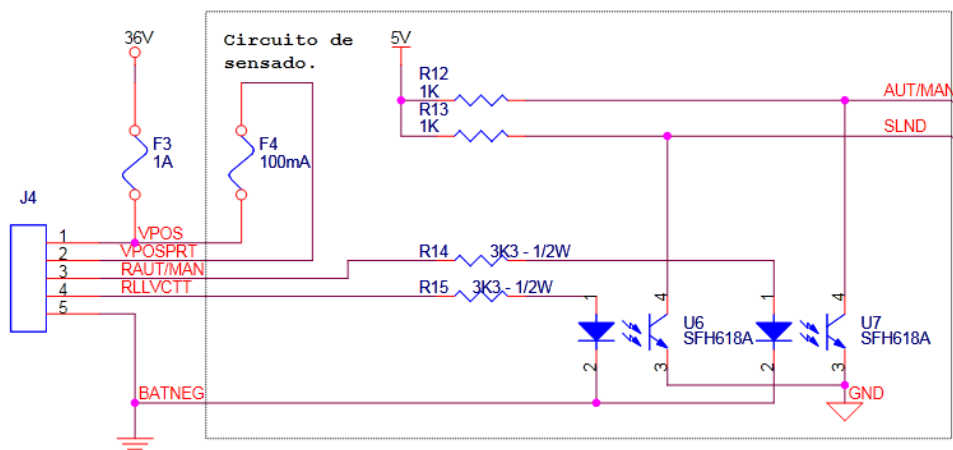 36V
Circuito de
sensado.
5V
R12
1K
AUT/MAN
R13
1K
SLND
F3
1A
F4
100mA
J4
1
VPOS
2
VPOSPRT
3
RAUT/MAN
R14
3K3 - 1/2W
4
RLLVCTT
R15
3K3 - 1/2W
5
1
4
1
4
U6
SFH618A
U7
SFH618A
2
3
2
3
BATNEG
GND